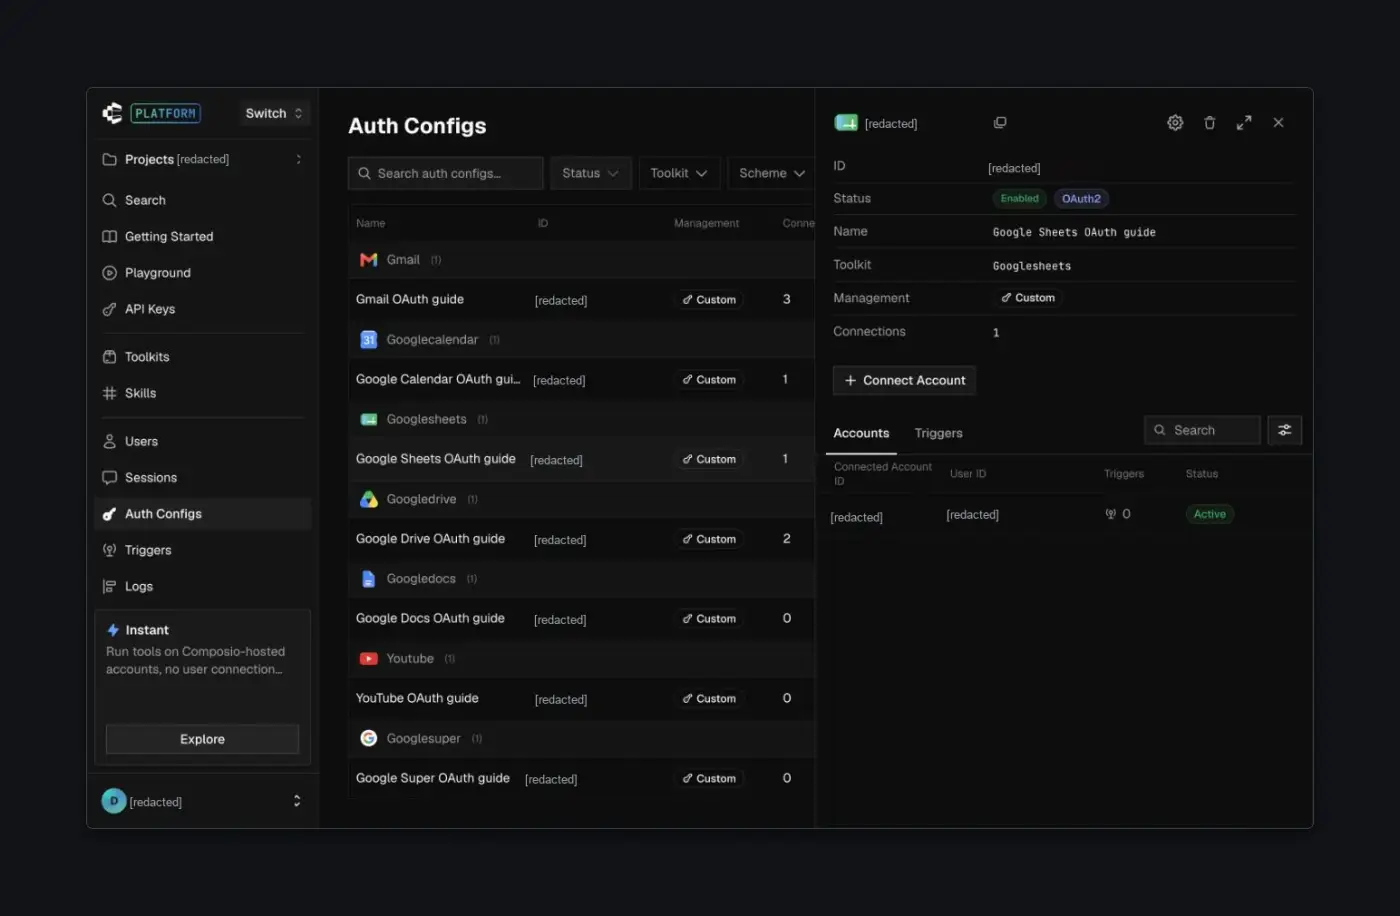 PLATFORM
Switch
Projects [redacted]
Search
Getting Started
Playground
API Keys
Toolkits
Skills
Users
Sessions
Auth Configs
Triggers
Logs
Instant
Run tools on Composio-hosted
accounts, no user connection...
Explore
D [redacted]
Auth Configs
Search auth configs...
Status
Toolkit
Scheme
Name ID Management Conne
Gmail (1)
Gmail OAuth guide [redacted] Custom 3
31 Googlecalendar (1)
Google Calendar OAuth gui... [redacted] Custom 1
Googlesheets (1)
Google Sheets OAuth guide [redacted] Custom 1
Googledrive (1)
Google Drive OAuth guide [redacted] Custom 2
Googledocs (1)
Google Docs OAuth guide [redacted] Custom 0
Youtube (1)
YouTube OAuth guide [redacted] Custom 0
G Googlesuper (1)
Google Super OAuth guide [redacted] Custom 0
[redacted]
ID [redacted]
Status Enabled OAuth2
Name Google Sheets OAuth guide
Toolkit Googlesheets
Management Custom
Connections 1
+ Connect Account
Accounts Triggers Search
Connected Account
ID User ID Triggers Status
[redacted] [redacted] 0 Active